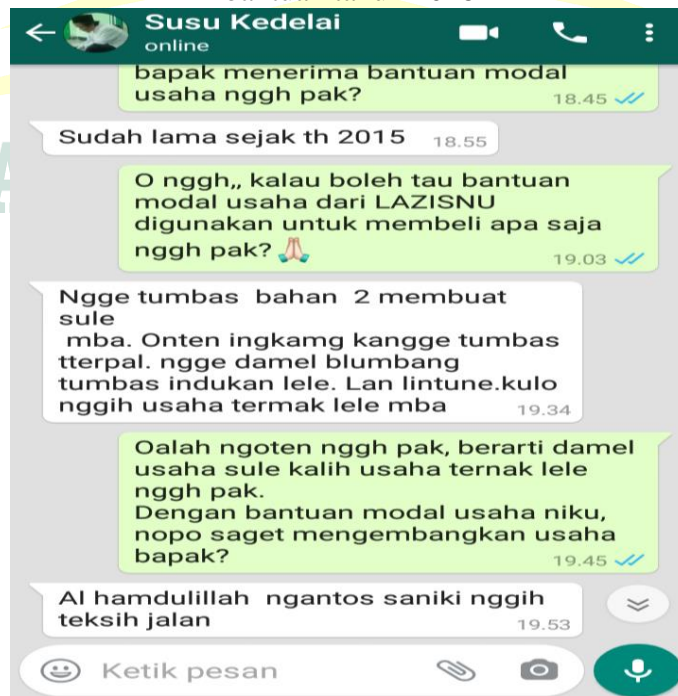 Susu Kedelai
online
bapak menerima bantuan modal
usaha nggh pak?
18.45
Sudah lama sejak th 2015 18.55
O nggh,, kalau boleh tau bantuan
modal usaha dari LAZISNU
digunakan untuk membeli apa saja
nggh pak? 🙏🏻
19.03
Ngge tumbas bahan 2 membuat
sule
mba. Onten ingkamg kangge tumbas
tterpal. ngge damel blumbang
tumbas indukan lele. Lan lintune.kulo
nggih usaha termak lele mba 19.34
Oalah ngoten nggh pak, berarti damel
usaha sule kalih usaha ternak lele
nggh pak.
Dengan bantuan modal usaha niku,
nopo saget mengembangkan usaha
bapak?
19.45
Al hamdulillah ngantos saniki nggih
teksih jalan 19.53
Ketik pesan